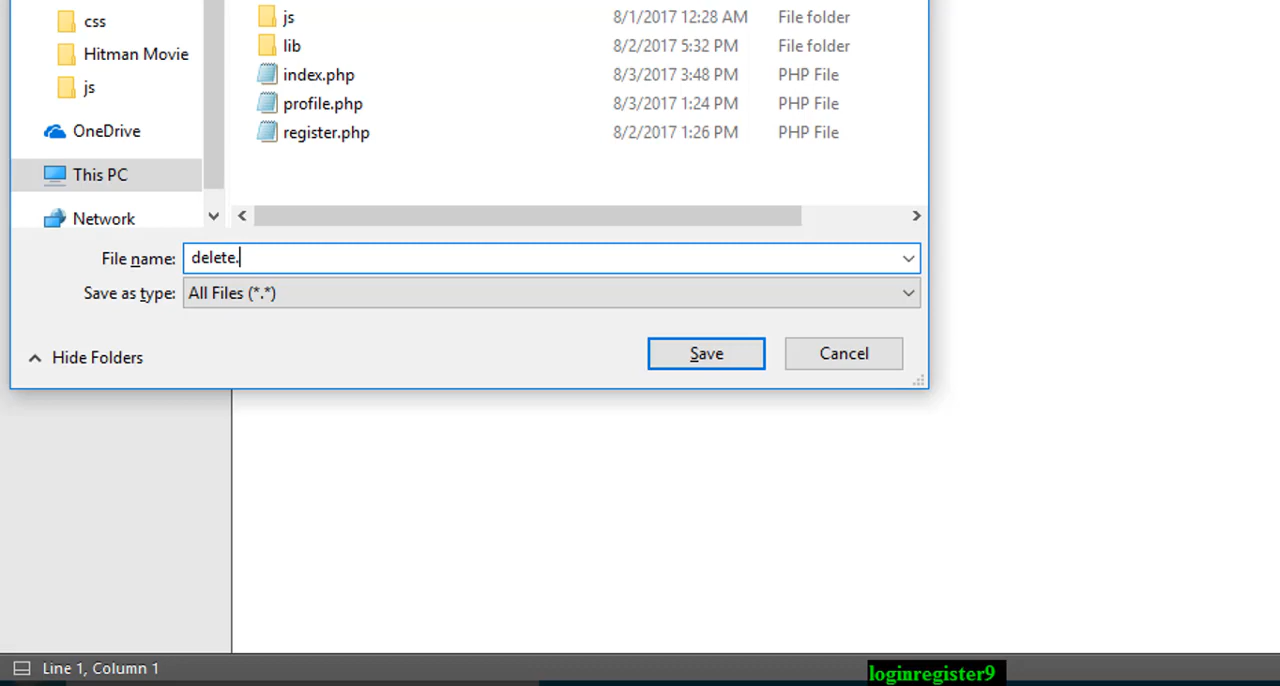 css
Hitman Movie
js
OneDrive
This PC
Network
js 8/1/2017 12:28 AM File folder
lib 8/2/2017 5:32 PM File folder
index.php 8/3/2017 3:48 PM PHP File
profile.php 8/3/2017 1:24 PM PHP File
register.php 8/2/2017 1:26 PM PHP File
File name: delete.
Save as type: All Files (*.*)
Hide Folders
Save
Cancel
Line 1, Column 1
loginregister9